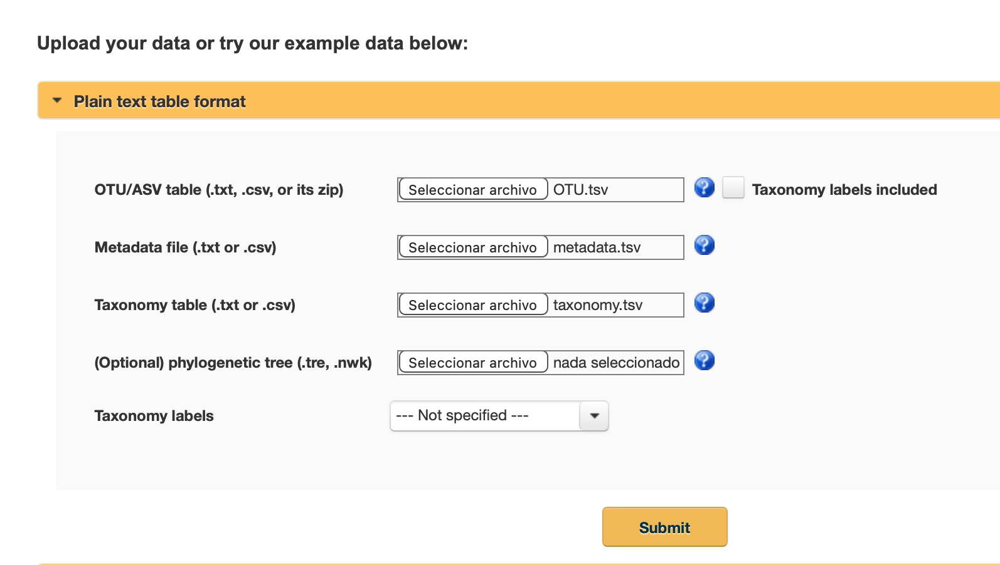 Upload your data or try our example data below:
Plain text table format
OTU/ASV table (.txt, .csv, or its zip) Seleccionar archivo OTU.tsv ? Taxonomy labels included
Metadata file (.txt or .csv) Seleccionar archivo metadata.tsv ?
Taxonomy table (.txt or .csv) Seleccionar archivo taxonomy.tsv ?
(Optional) phylogenetic tree (.tre, .nwk) Seleccionar archivo nada seleccionado ?
Taxonomy labels --- Not specified ---
Submit